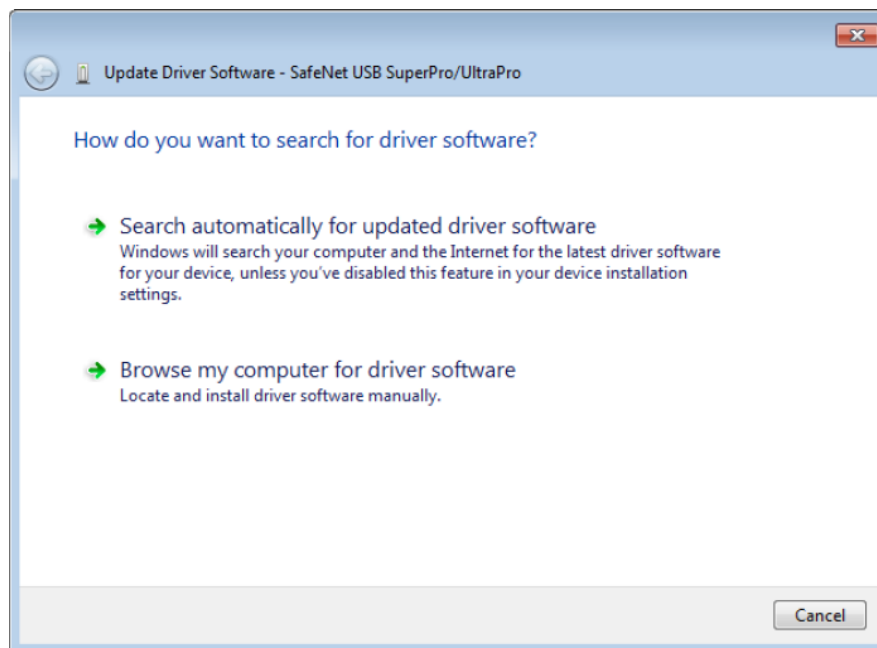 Update Driver Software - SafeNet USB SuperPro/UltraPro
How do you want to search for driver software?
Search automatically for updated driver software
Windows will search your computer and the Internet for the latest driver software
for your device, unless you've disabled this feature in your device installation
settings.
Browse my computer for driver software
Locate and install driver software manually.
Cancel